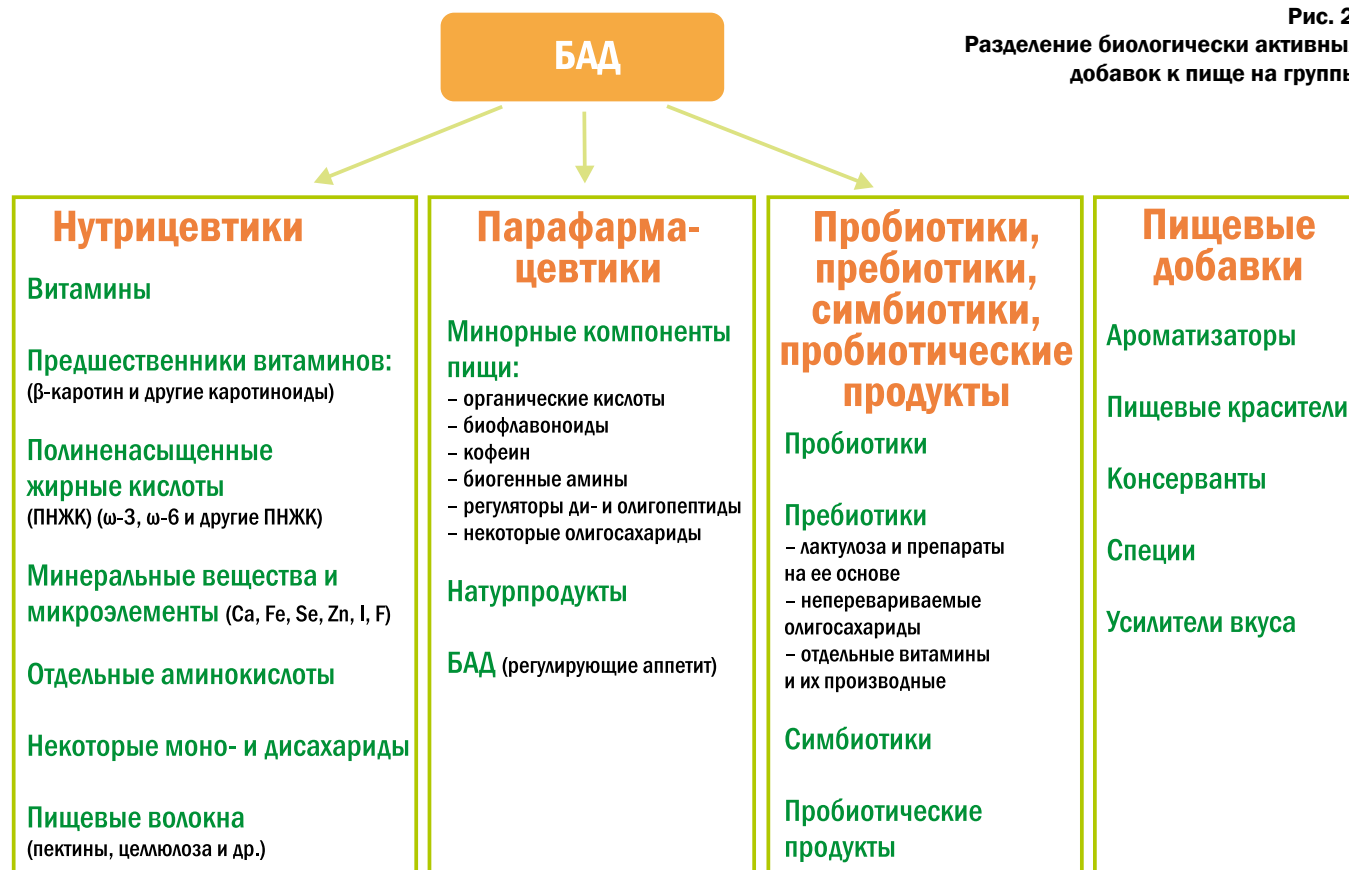 Рис. 2
Разделение биологически активны
добавок к пище на групп
БАД
Нутрицевтики
Витамины
Предшественники витаминов:
(β-каротин и другие каротиноиды)
Полиненасыщенные
жирные кислоты
(ПНЖК) (ω-3, ω-6 и другие ПНЖК)
Минеральные вещества и
микроэлементы (Ca, Fe, Se, Zn, I, F)
Отдельные аминокислоты
Некоторые моно- и дисахариды
Пищевые волокна
(пектины, целлюлоза и др.)
Парафарма-
цевтики
Минорные компоненты
пищи:
– органические кислоты
– биофлавоноиды
– кофеин
– биогенные амины
– регуляторы ди- и олигопептиды
– некоторые олигосахариды
Натурпродукты
БАД (регулирующие аппетит)
Пробиотики,
пребиотики,
симбиотики,
пробиотические
продукты
Пробиотики
Пребиотики
– лактулоза и препараты
на ее основе
– неперевариваемые
олигосахариды
– отдельные витамины
и их производные
Симбиотики
Пробиотические
продукты
Пищевые
добавки
Ароматизаторы
Пищевые красители
Консерванты
Специи
Усилители вкуса